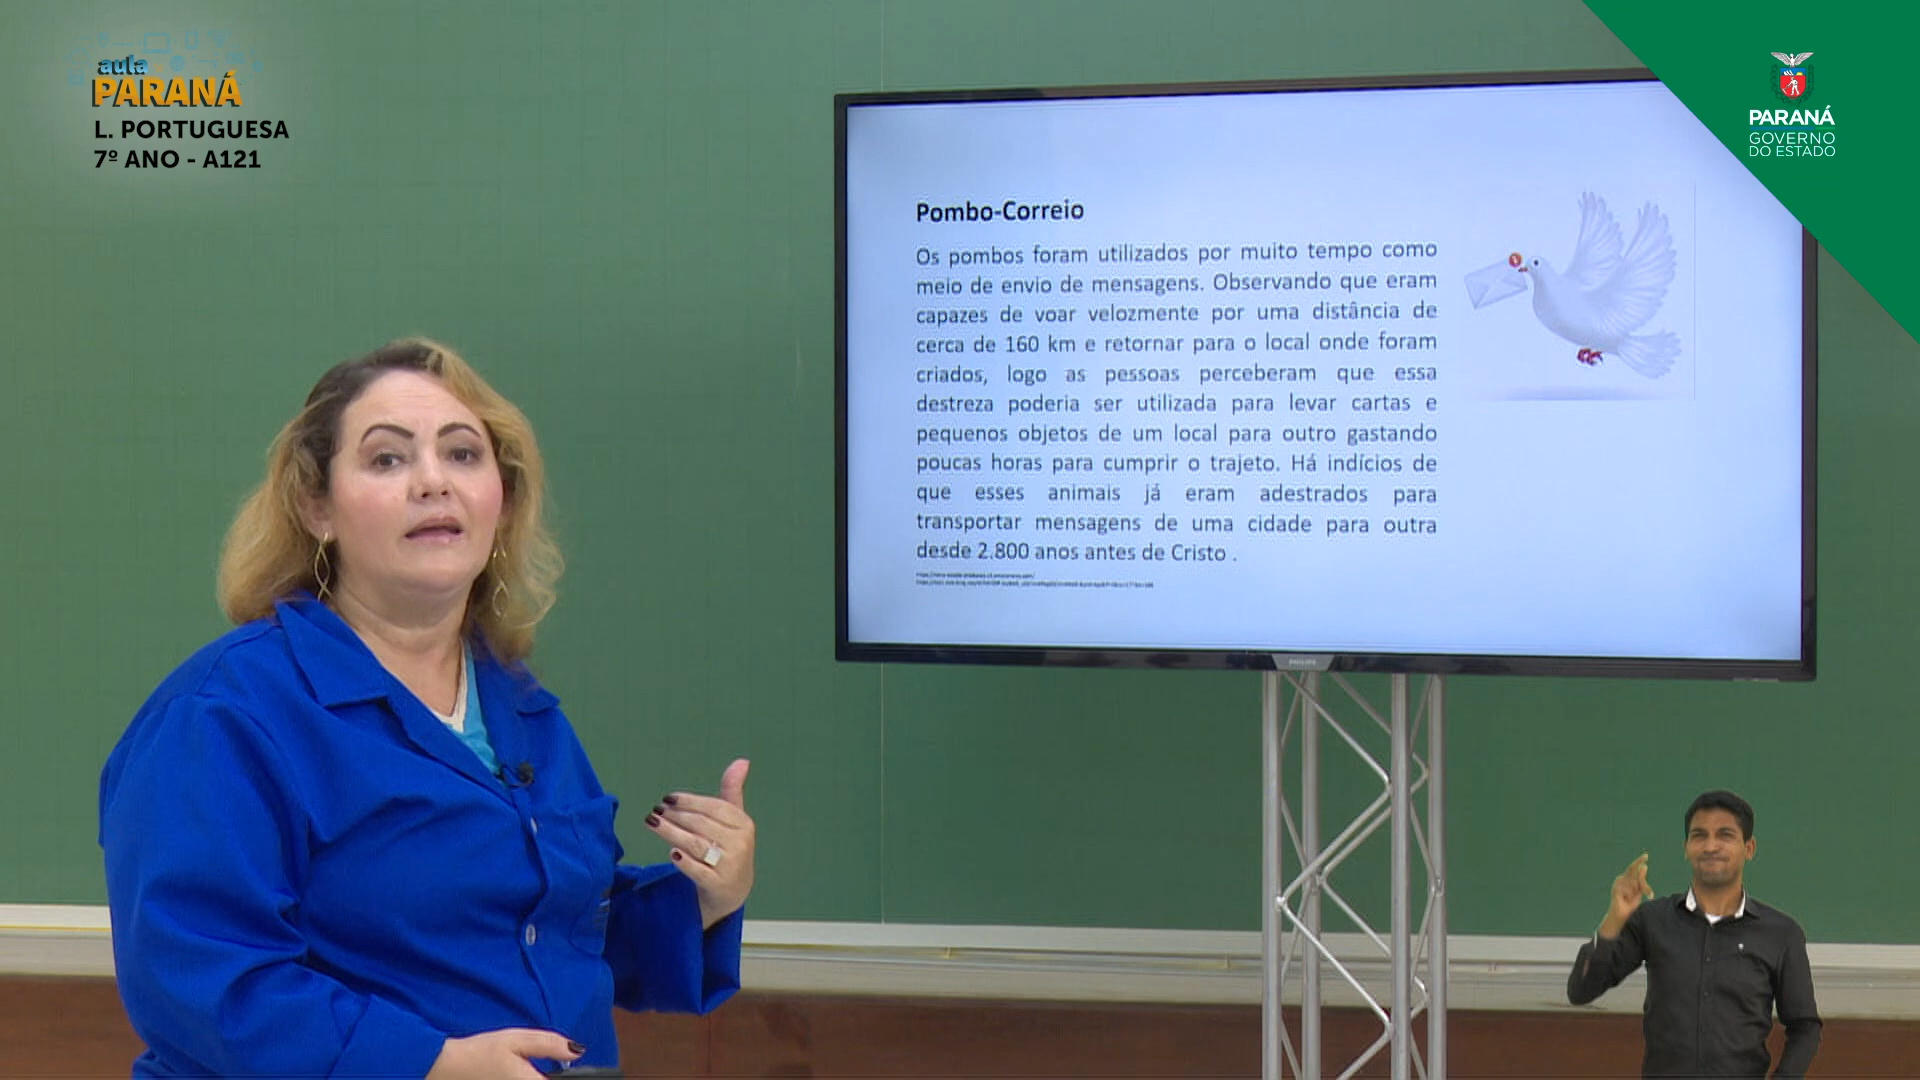 aula
PARANÁ
L. PORTUGUESA
7º ANO - A121
PARANÁ
GOVERNO
DO ESTADO
Pombo-Correio
Os pombos foram utilizados por muito tempo como
meio de envio de mensagens. Observando que eram
capazes de voar velozmente por uma distância de
cerca de 160 km e retornar para o local onde foram
criados, logo as pessoas perceberam que essa
destreza poderia ser utilizada para levar cartas e
pequenos objetos de um local para outro gastando
poucas horas para cumprir o trajeto. Há indícios de
que esses animais já eram adestrados para
transportar mensagens de uma cidade para outra
desde 2.800 anos antes de Cristo .
PHILIPS